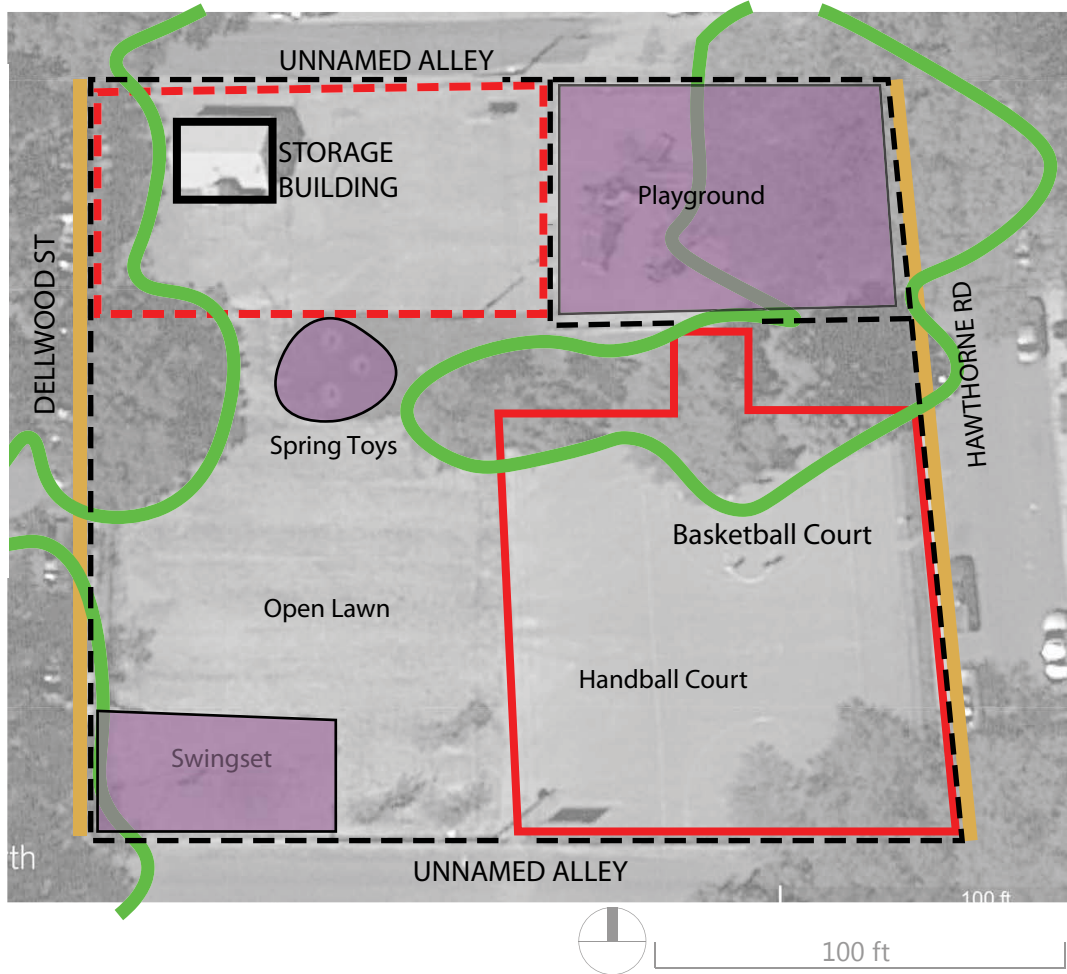 UNNAMED ALLEY
STORAGE
BUILDING
Playground
DELLWOOD ST
HAWTHORNE RD
Spring Toys
Basketball Court
Open Lawn
Handball Court
Swingset
th
UNNAMED ALLEY
100 ft
100 ft